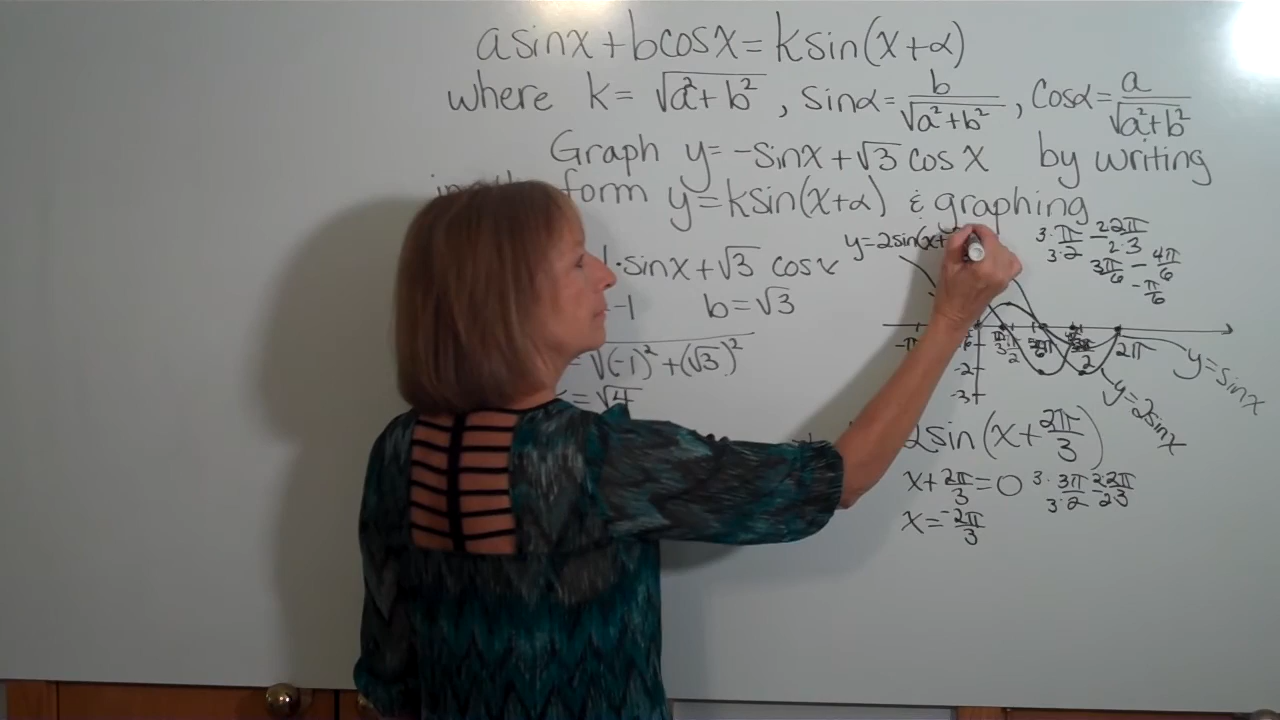 asinx+bcosx=ksin(x+α)
where k= √a²+b² , sinα= b/√a²+b² , cosα= a/√a²+b²
Graph y=-sinx+√3 cosx by writing
form y=ksin(x+α) & graphing
·sinx+√3 cosx
-1 b=√3
=√(-1)²+(√3)²
=√4
y=2sin(x+
3·π/3·2 - 2·2π/2·3
3π/6 - 4π/6
-π/6
-π
2π
-2
-3
y=sinx
y=2sinx
2sin(x+2π/3)
x+2π/3=0
x=-2π/3
3·3π/3·2 - 2·2π/2·3